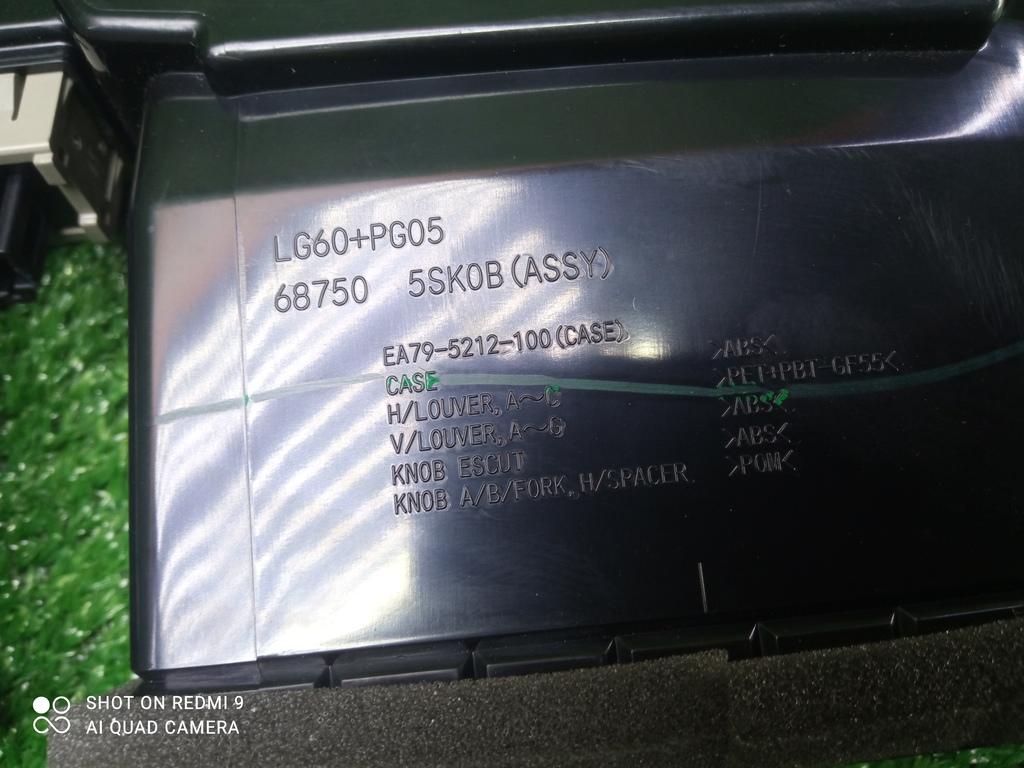 LG60+PG05
68750 5SK0B (ASSY)
EA79-5212-100 (CASE)
CASE >ABS<
H/LOUVER, A~C >PET+PBT-GF55<
V/LOUVER, A~G >ABS<
KNOB ESCUT >ABS<
KNOB A/B/FORK, H/SPACER >POM<
SHOT ON REDMI 9
AI QUAD CAMERA